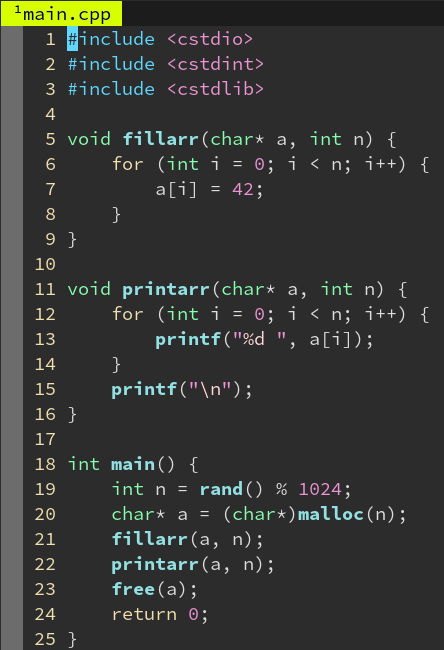 ¹main.cpp
1 #include <cstdio>
2 #include <cstdint>
3 #include <cstdlib>
4
5 void fillarr(char* a, int n) {
6     for (int i = 0; i < n; i++) {
7         a[i] = 42;
8     }
9 }
10
11 void printarr(char* a, int n) {
12     for (int i = 0; i < n; i++) {
13         printf("%d ", a[i]);
14     }
15     printf("\n");
16 }
17
18 int main() {
19     int n = rand() % 1024;
20     char* a = (char*)malloc(n);
21     fillarr(a, n);
22     printarr(a, n);
23     free(a);
24     return 0;
25 }